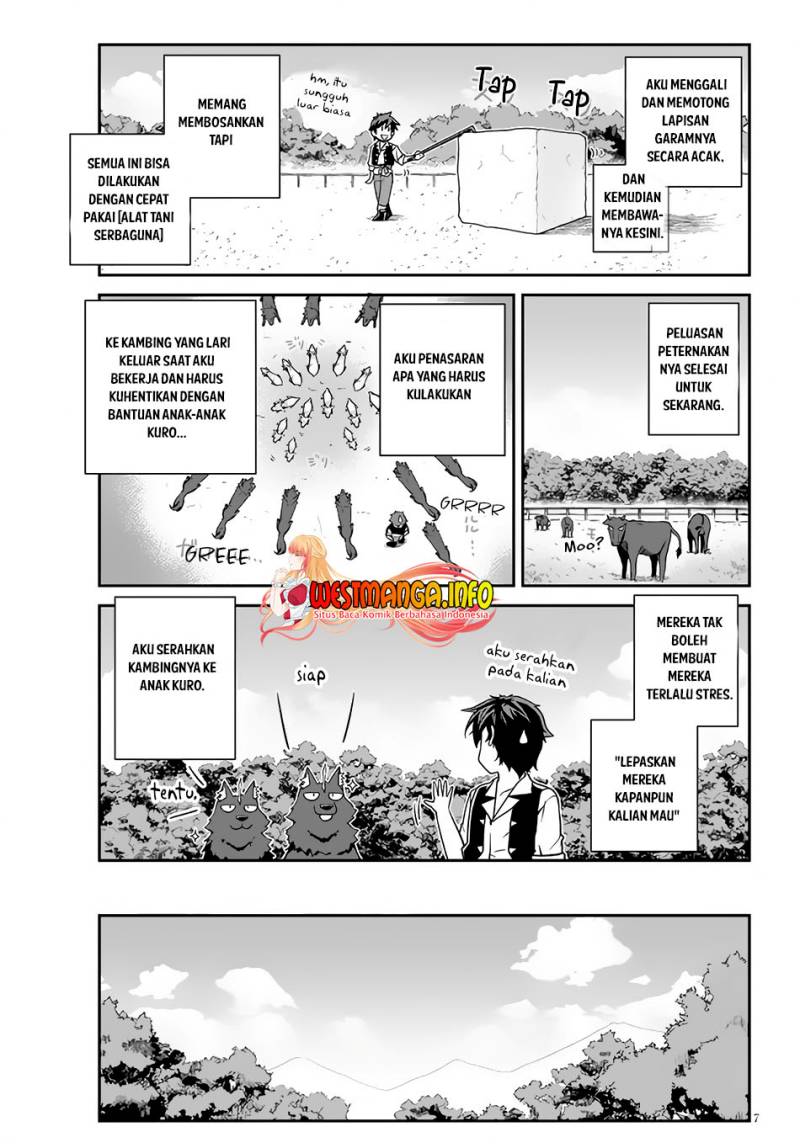 AKU MENGGALI
DAN MEMOTONG
LAPISAN
GARAMNYA
SECARA ACAK,
DAN
KEMUDIAN
MEMBAWA-
NYA KESINI.
TAP
TAP
hm, itu
sungguh
luar biasa
MEMANG
MEMBOSANKAN
TAPI
SEMUA INI BISA
DILAKUKAN
DENGAN CEPAT
PAKAI [ALAT TANI
SERBAGUNA]
PELUASAN
PETERNAKAN
NYA SELESAI
UNTUK
SEKARANG.
Moo?
AKU PENASARAN
APA YANG HARUS
KULAKUKAN
KE KAMBING YANG LARI
KELUAR SAAT AKU
BEKERJA DAN HARUS
KUHENTIKAN DENGAN
BANTUAN ANAK-ANAK
KURO...
GRRRR
GREEE...
WESTMANGA.INFO
Situs Baca Komik Berbahasa Indonesia
MEREKA TAK
BOLEH
MEMBUAT
MEREKA
TERLALU STRES.
"LEPASKAN
MEREKA
KAPANPUN
KALIAN MAU"
aku serahkan
pada kalian
siap
AKU SERAHKAN
KAMBINGNYA KE
ANAK KURO.
tentu
7